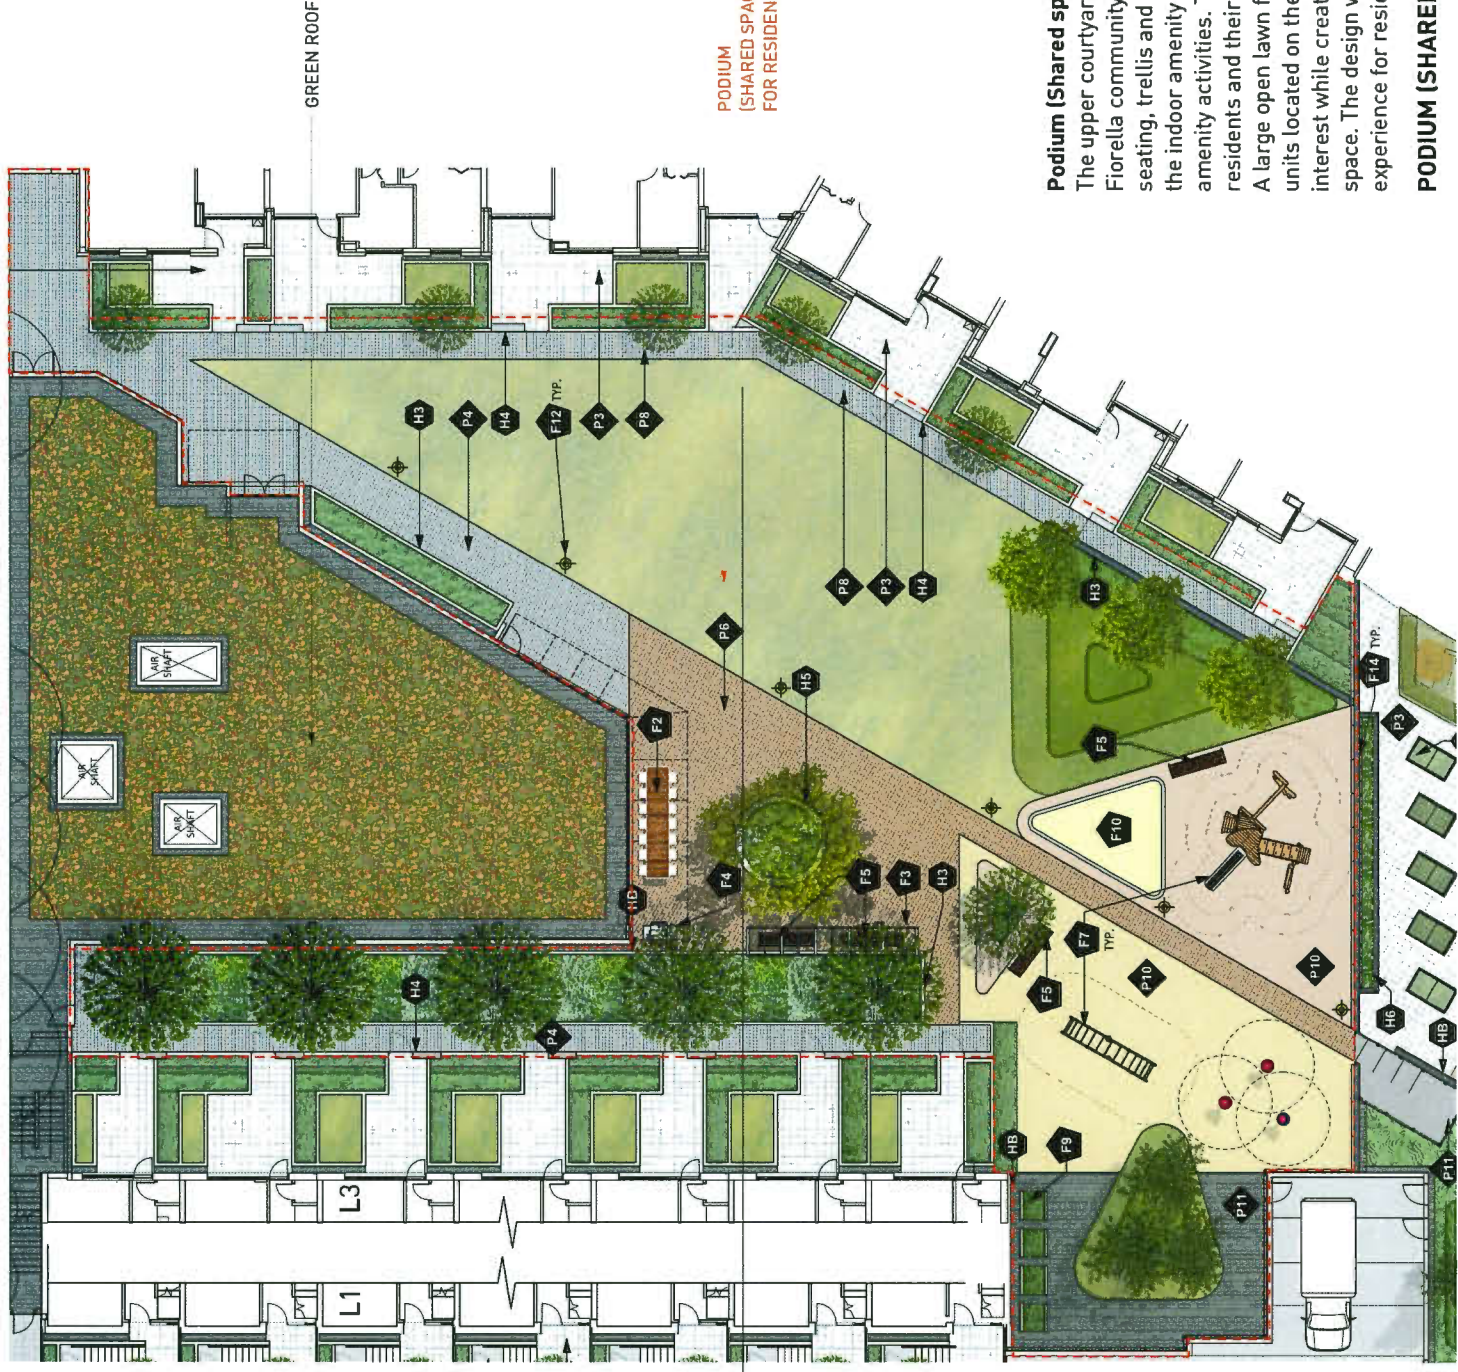 GREEN ROOF
PODIUM
(SHARED SPAC
FOR RESIDEN
Podium (Shared sp
The upper courtyar
Fiorella community
seating, trellis and
the indoor amenity
amenity activities.
residents and their
A large open lawn f
units located on the
interest while creat
space. The design v
experience for resid
PODIUM (SHARED
AIR
SHAFT
AIR
SHAFT
AIR
SHAFT
H3
P4
H4
F12 TYP.
P3
P8
P8
P3
H4
H3
P6
H5
F2
F4
F5
F3
H3
HB
F5
F10
F7
TYP.
F5
P10
P10
H4
P4
L3
L1
HB
F9
P11
F14 TYP.
P3
H6
HB
P11